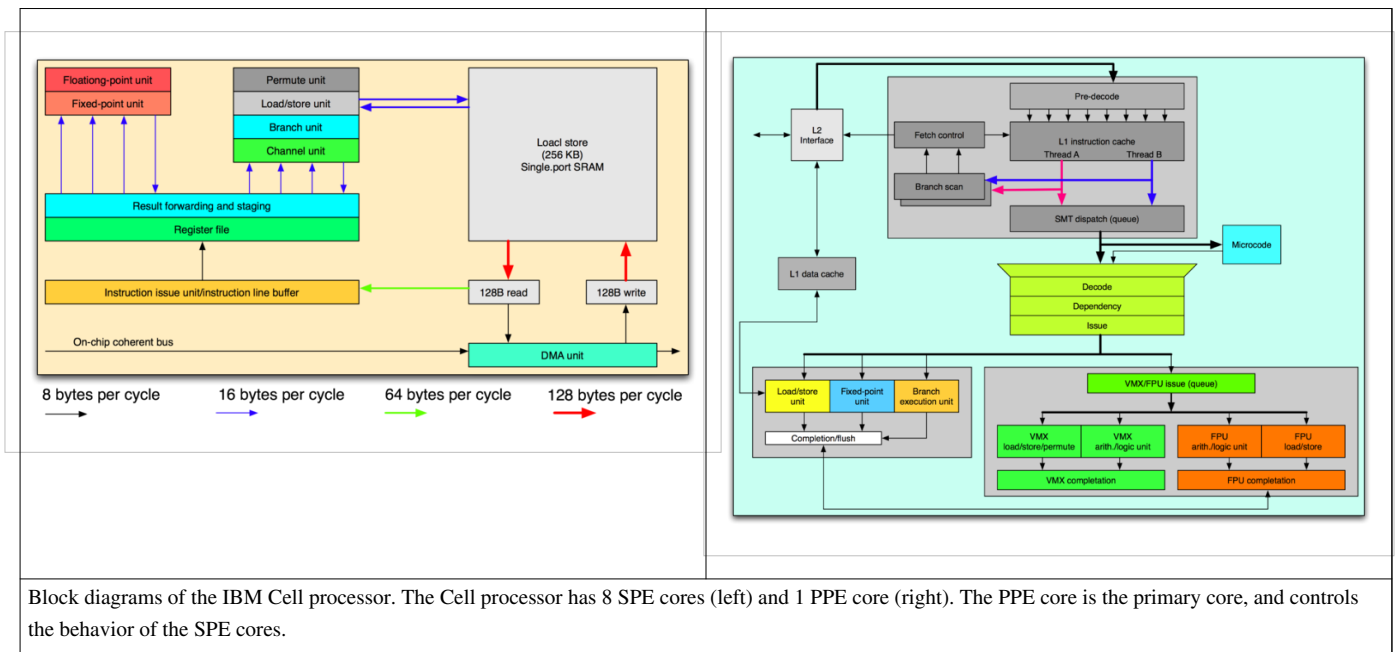 Floationg-point unit
Fixed-point unit
Permute unit
Load/store unit
Branch unit
Channel unit
Loacl store
(256 KB)
Single.port SRAM
Result forwarding and staging
Register file
Instruction issue unit/instruction line buffer
128B read
128B write
On-chip coherent bus
DMA unit
8 bytes per cycle
16 bytes per cycle
64 bytes per cycle
128 bytes per cycle
L2
Interface
Pre-decode
Fetch control
L1 instruction cache
Thread A
Thread B
Branch scan
SMT dispatch (queue)
Microcode
L1 data cache
Decode
Dependency
Issue
Load/store
unit
Fixed-point
unit
Branch
execution unit
Completion/flush
VMX/FPU issue (queue)
VMX
load/store/permute
VMX
arith./logic unit
FPU
arith./logic unit
FPU
load/store
VMX completation
FPU completation
Block diagrams of the IBM Cell processor. The Cell processor has 8 SPE cores (left) and 1 PPE core (right). The PPE core is the primary core, and controls
the behavior of the SPE cores.